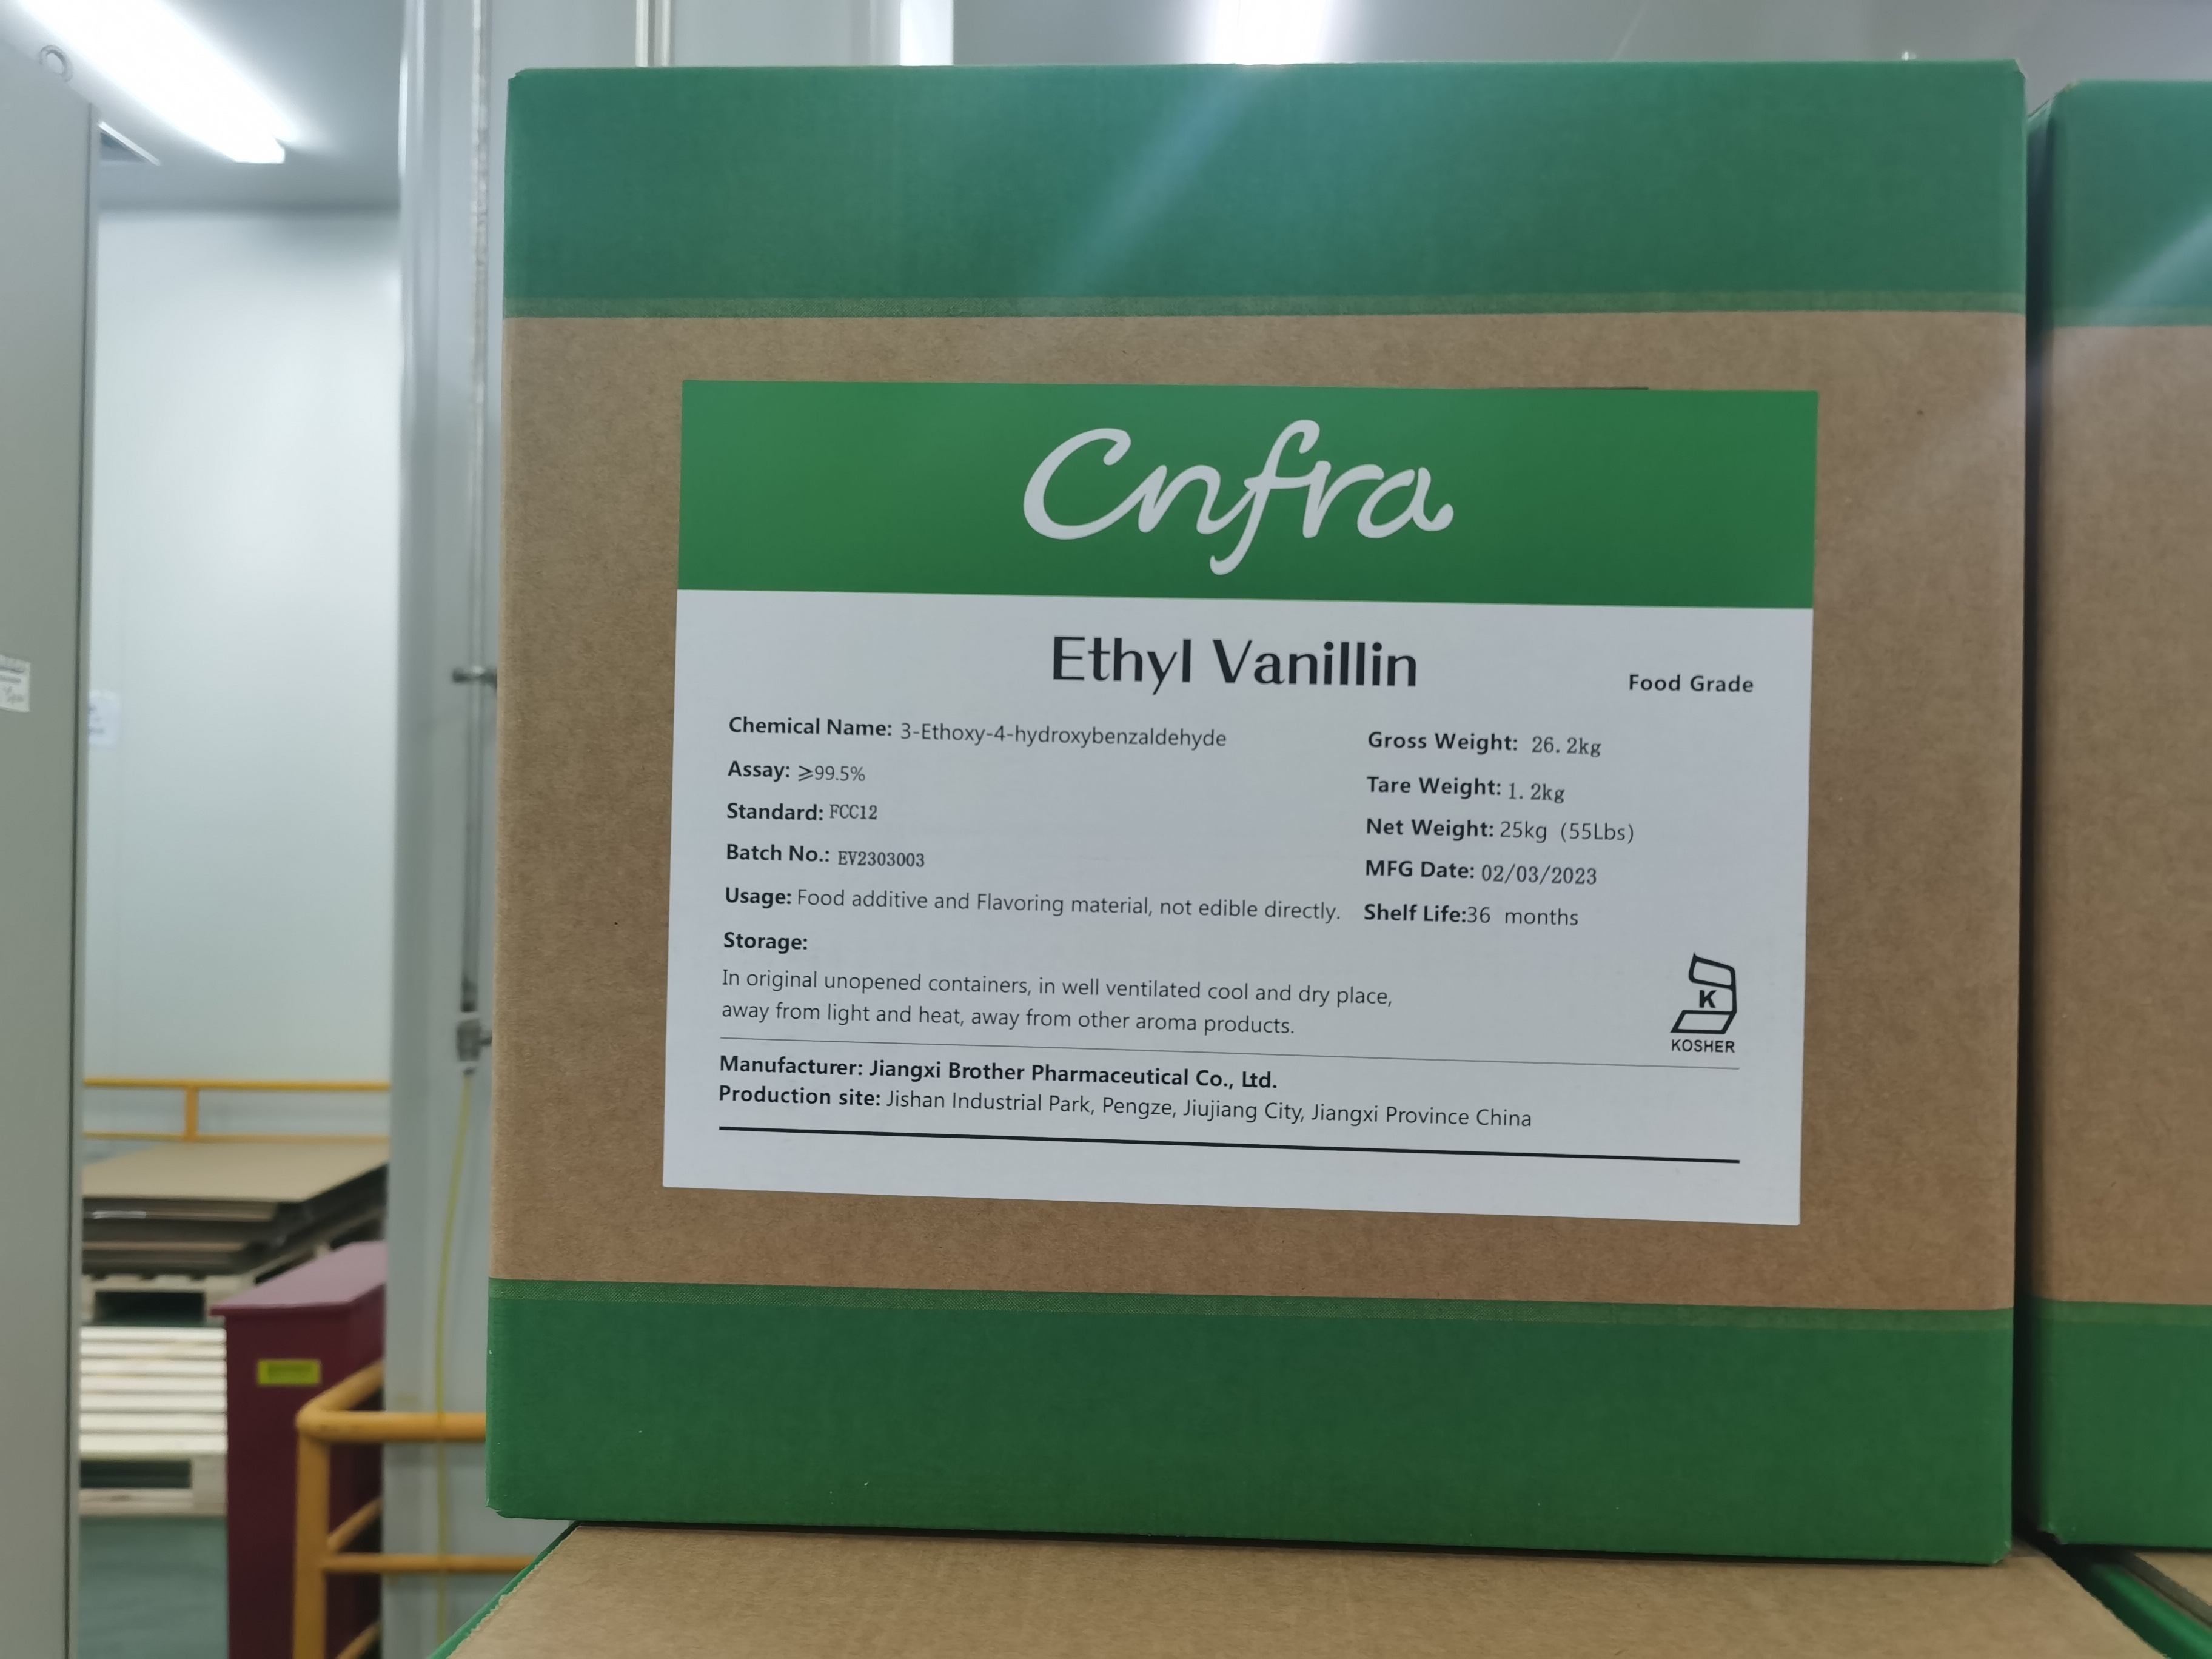 Cnfra
Ethyl Vanillin
Food Grade
Chemical Name: 3-Ethoxy-4-hydroxybenzaldehyde
Assay: ⩾99.5%
Standard: FCC12
Batch No.: EV2303003
Usage: Food additive and Flavoring material, not edible directly.
Gross Weight: 26.2kg
Tare Weight: 1.2kg
Net Weight: 25kg (55Lbs)
MFG Date: 02/03/2023
Shelf Life:36 months
Storage:
In original unopened containers, in well ventilated cool and dry place,
away from light and heat, away from other aroma products.
K
KOSHER
Manufacturer: Jiangxi Brother Pharmaceutical Co., Ltd.
Production site: Jishan Industrial Park, Pengze, Jiujiang City, Jiangxi Province China